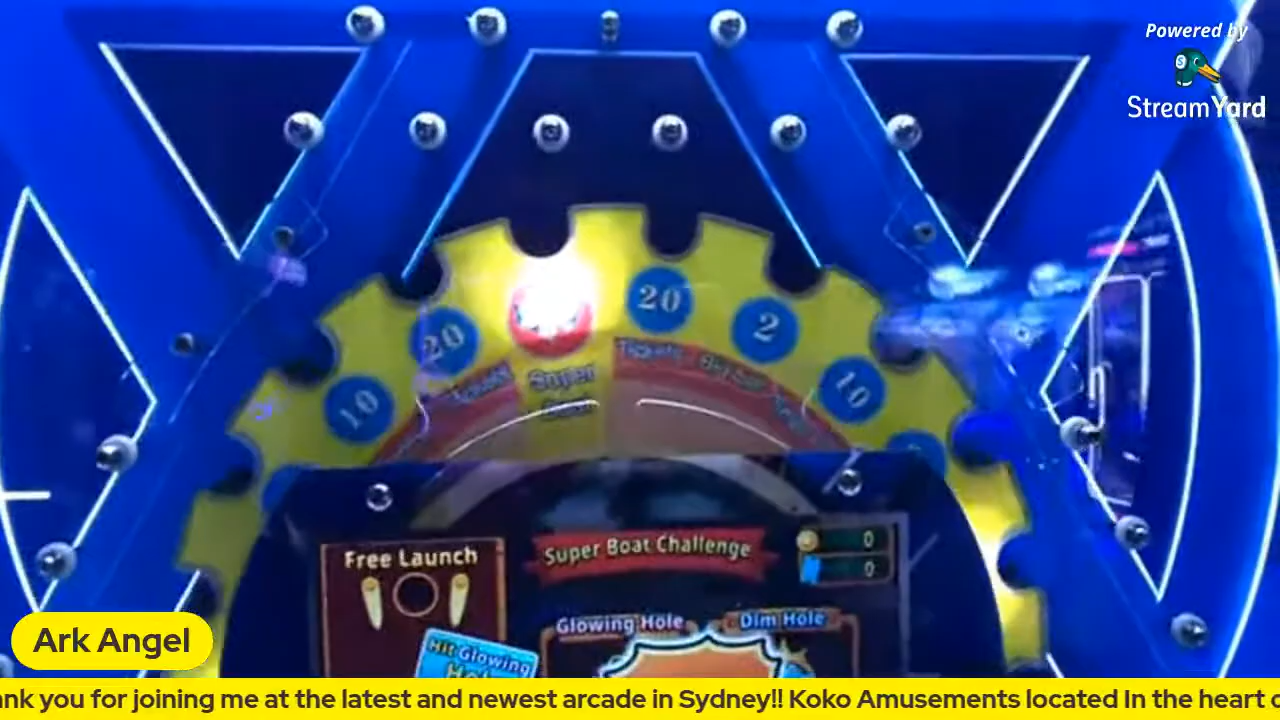 Powered by
StreamYard
20
20
2
10
10
Tickets
Super
Free Launch
Super Boat Challenge
0
0
Glowing Hole
Dim Hole
Hit Glowing
Ark Angel
nk you for joining me at the latest and newest arcade in Sydney!! Koko Amusements located In the heart